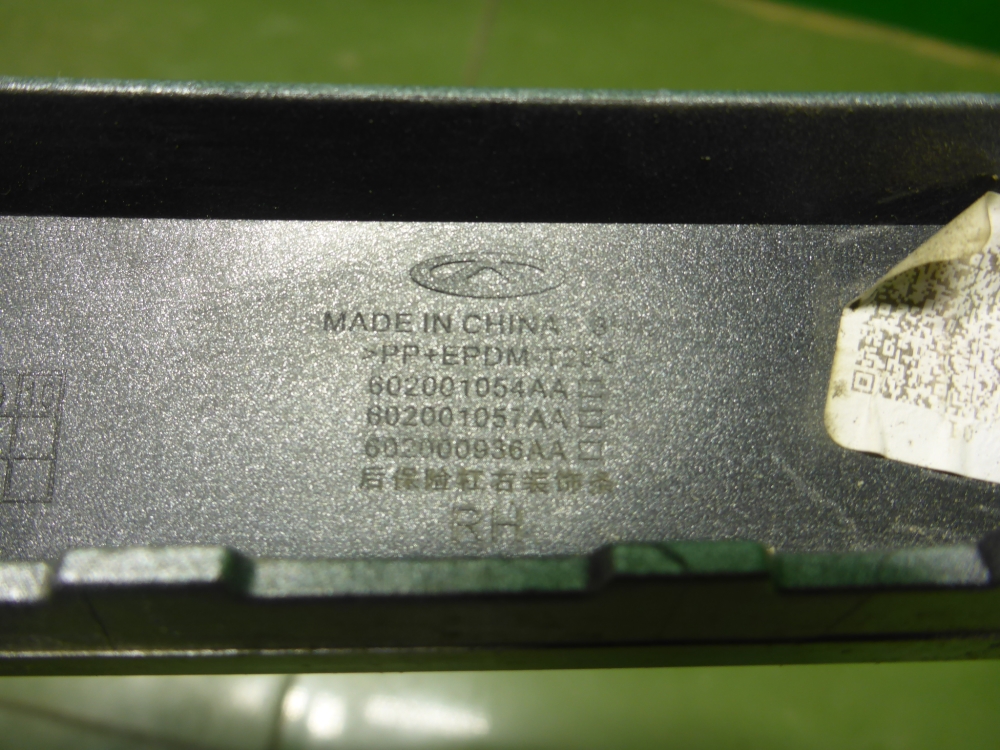 MADE IN CHINA
>PP+EPDM-T20<
602001054AA □
602001057AA □
602000936AA □
后保险杠右装饰条
RH